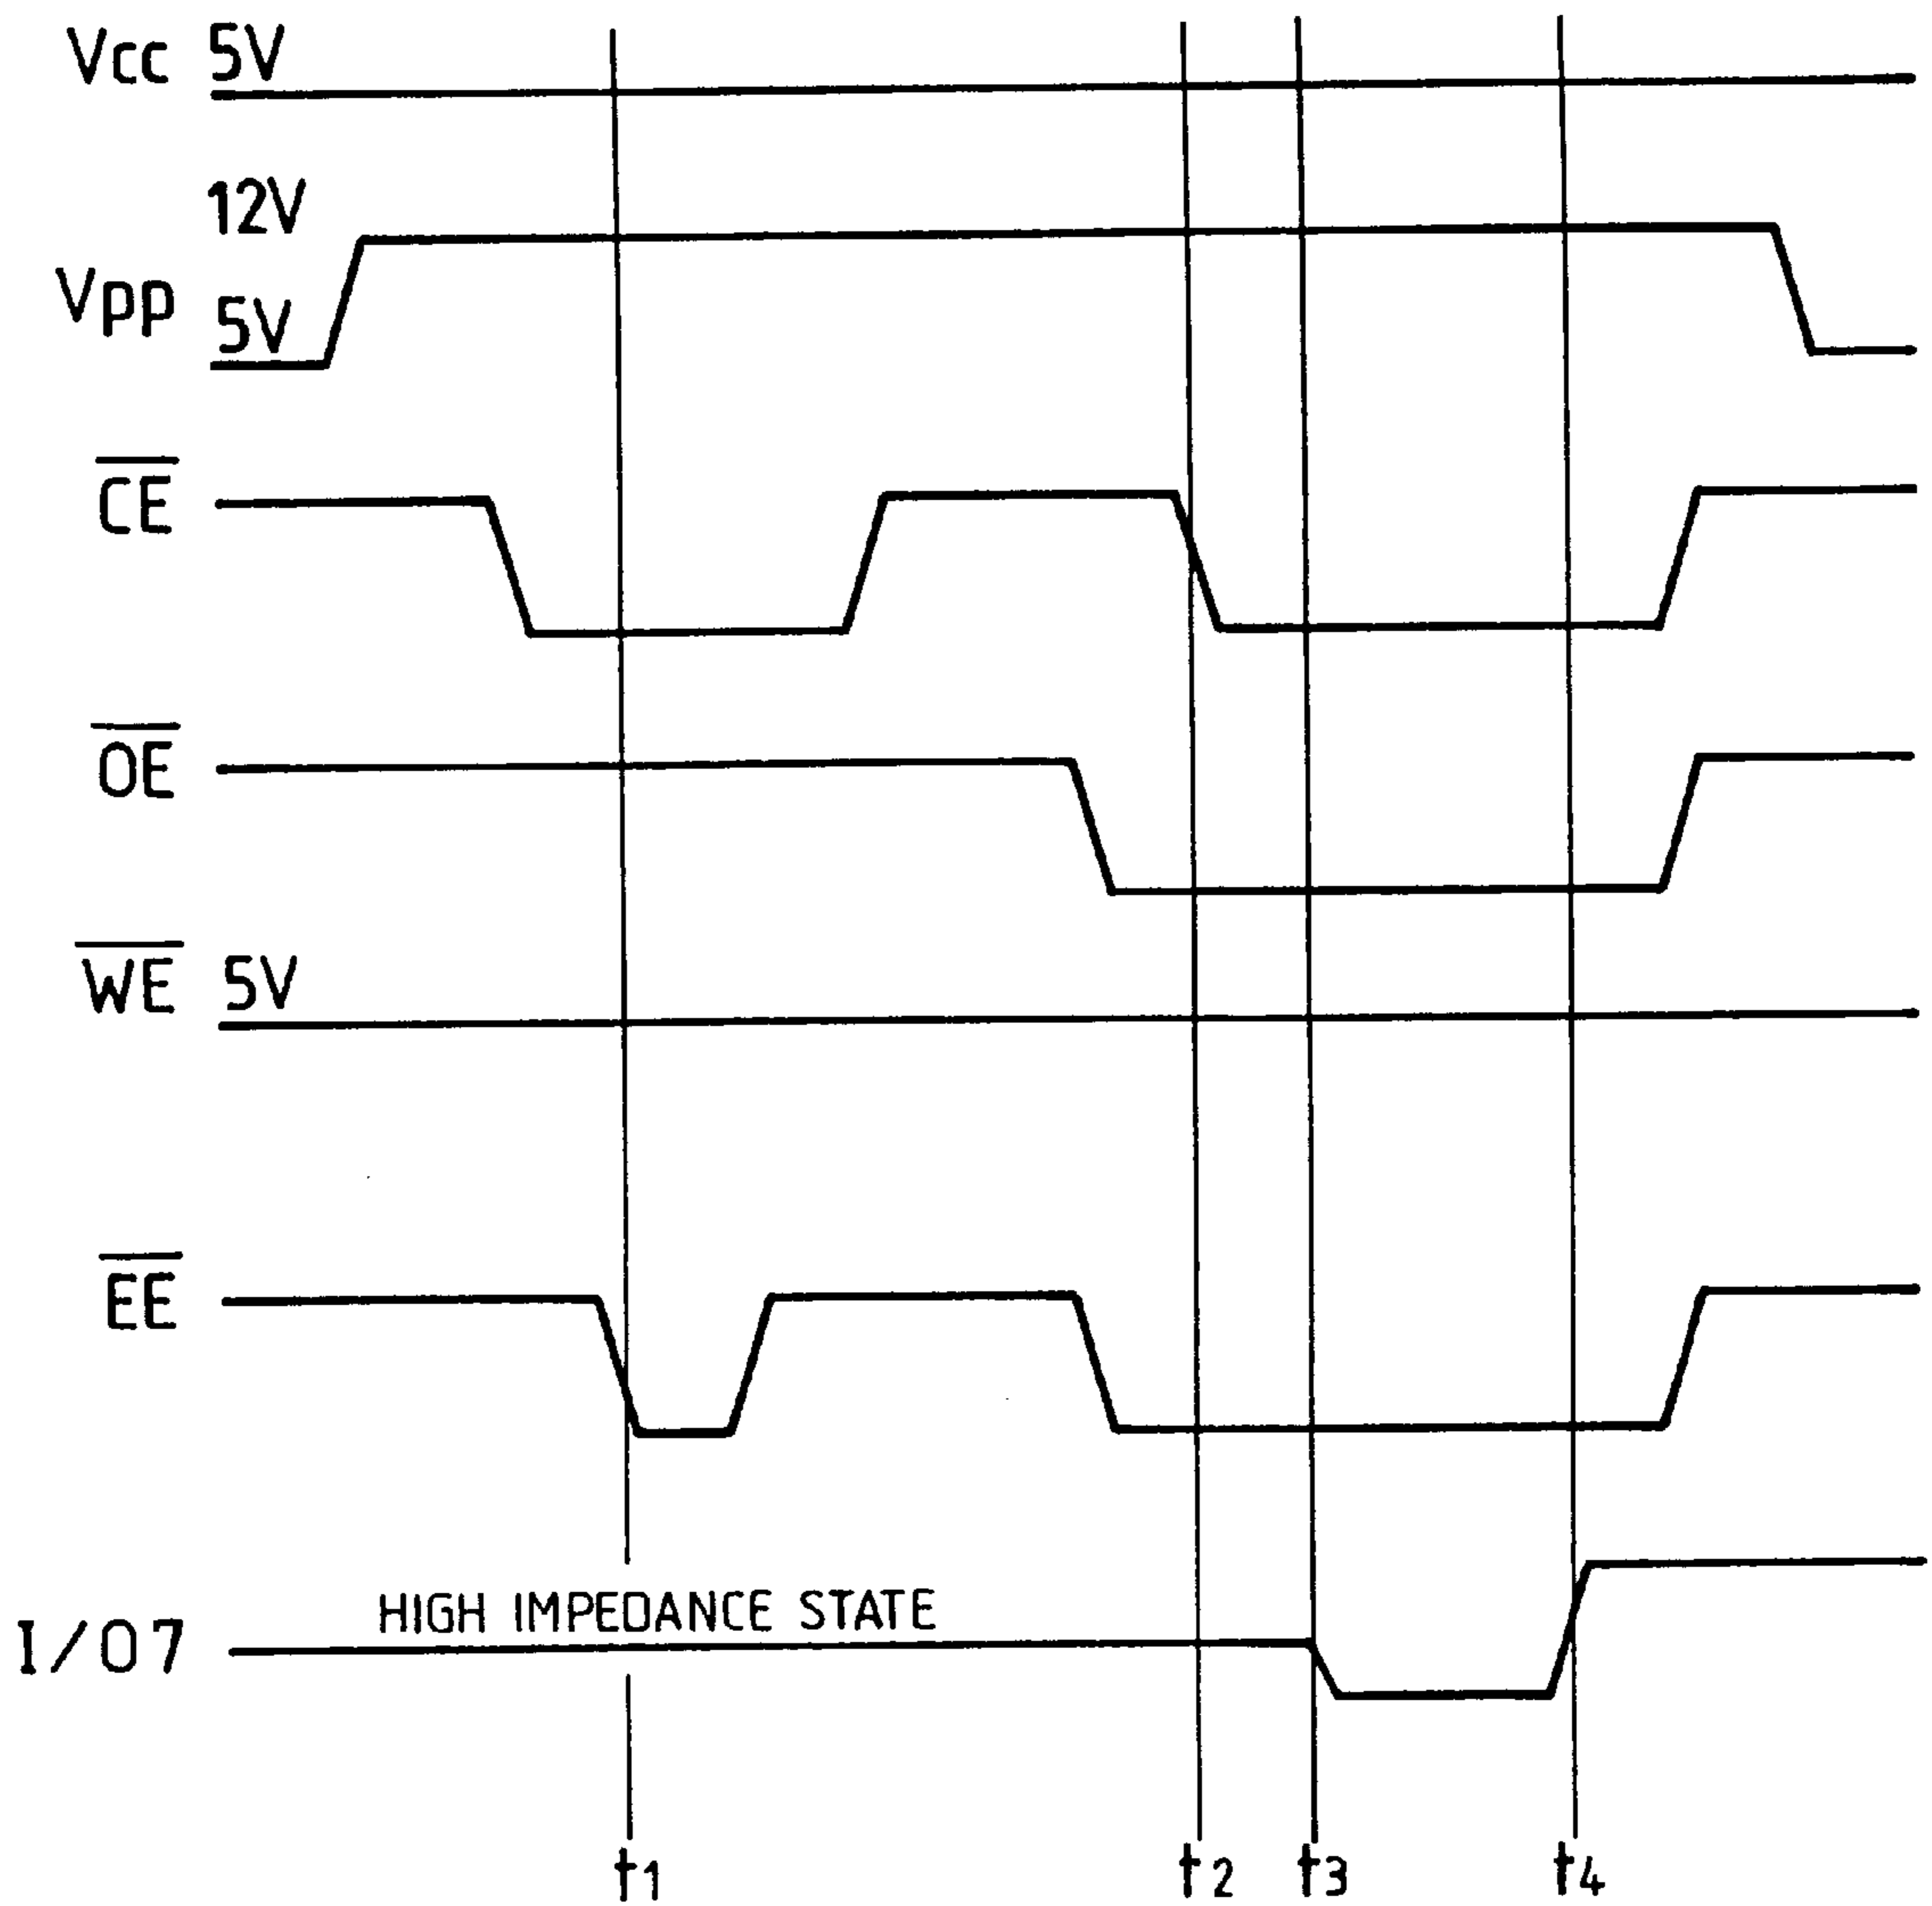 Vcc 5V
12V
Vpp 5V
CE
OE
WE 5V
EE
HIGH IMPEDANCE STATE
I/O7
t1 t2 t3 t4